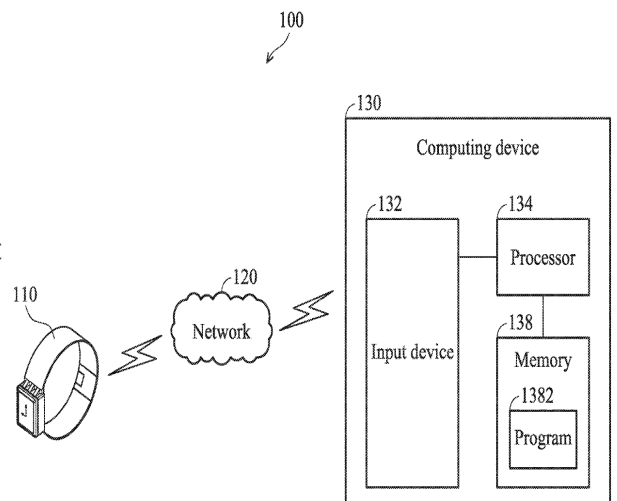 100
130
Computing device
132
134
Processor
120
110
Network
Input device
138
Memory
1382
Program